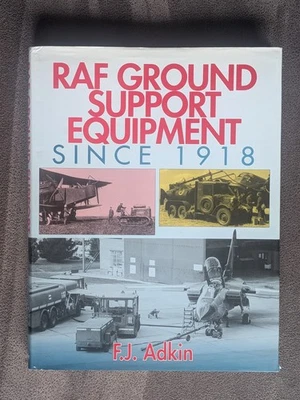 RAF GROUND
SUPPORT
EQUIPMENT
SINCE 1918
F.J. Adkin